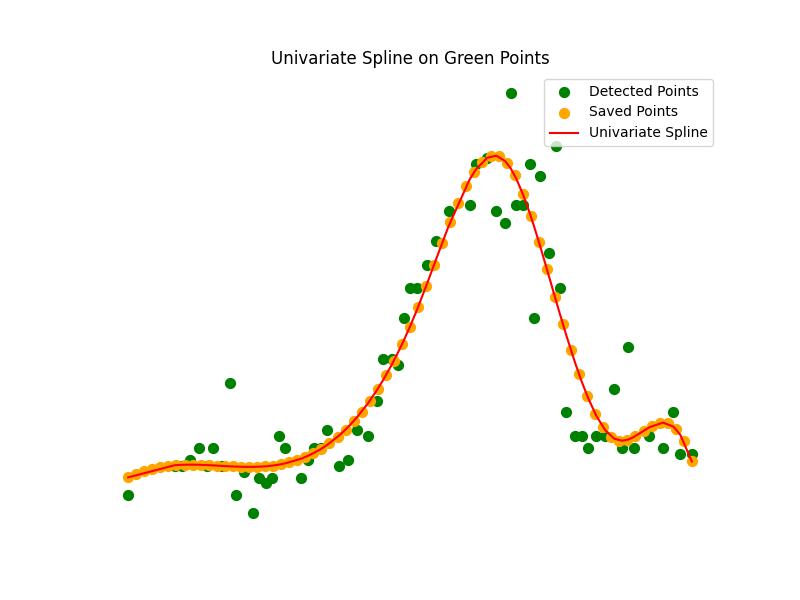 Univariate Spline on Green Points
Detected Points
Saved Points
Univariate Spline